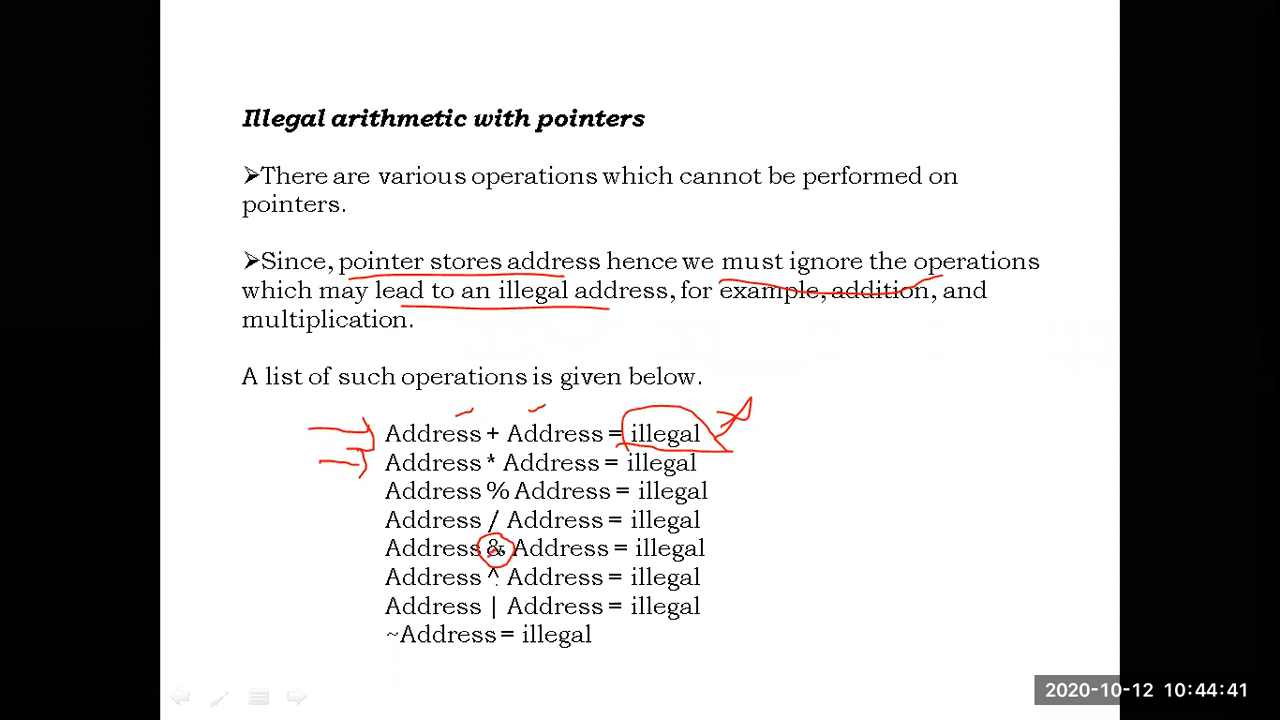 Illegal arithmetic with pointers
➢There are various operations which cannot be performed on
pointers.
➢Since, pointer stores address hence we must ignore the operations
which may lead to an illegal address, for example, addition, and
multiplication.
A list of such operations is given below.
Address + Address = illegal
Address * Address = illegal
Address % Address = illegal
Address / Address = illegal
Address & Address = illegal
Address ^ Address = illegal
Address | Address = illegal
~Address = illegal
2020-10-12 10:44:41